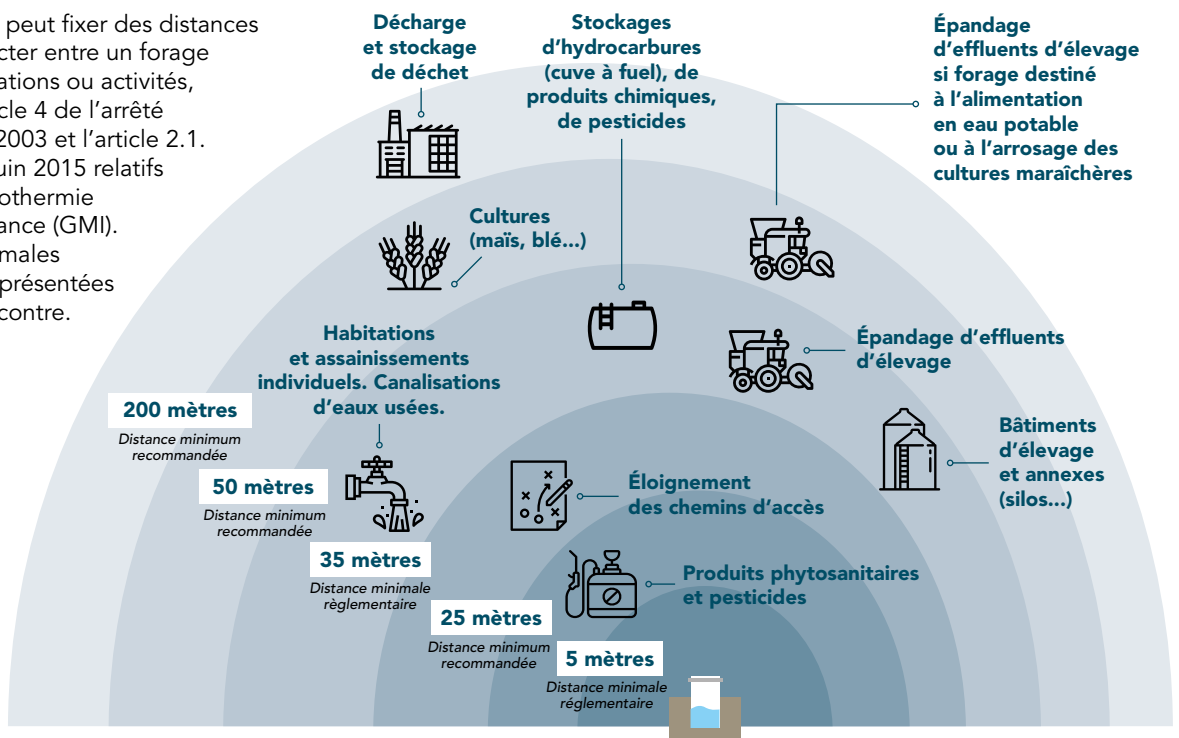 peut fixer des distances
cter entre un forage
ations ou activités,
cle 4 de l'arrêté
2003 et l'article 2.1.
uin 2015 relatifs
othermie
ance (GMI).
males
présentées
contre.
Décharge
et stockage
de déchet
Stockages
d'hydrocarbures
(cuve à fuel), de
produits chimiques,
de pesticides
Épandage
d'effluents d'élevage
si forage destiné
à l'alimentation
en eau potable
ou à l'arrosage des
cultures maraîchères
Cultures
(maïs, blé...)
Habitations
et assainissements
individuels. Canalisations
d'eaux usées.
Épandage d'effluents
d'élevage
Bâtiments
d'élevage
et annexes
(silos...)
Éloignement
des chemins d'accès
Produits phytosanitaires
et pesticides
200 mètres
Distance minimum
recommandée
50 mètres
Distance minimum
recommandée
35 mètres
Distance minimale
règlementaire
25 mètres
Distance minimum
recommandée
5 mètres
Distance minimale
réglementaire